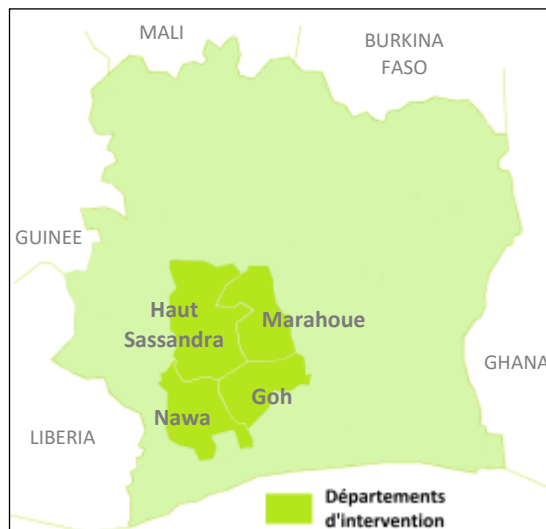 MALI
BURKINA
FASO
GUINEE
Haut
Sassandra
Marahoue
GHANA
Goh
Nawa
LIBERIA
Départements
d'intervention